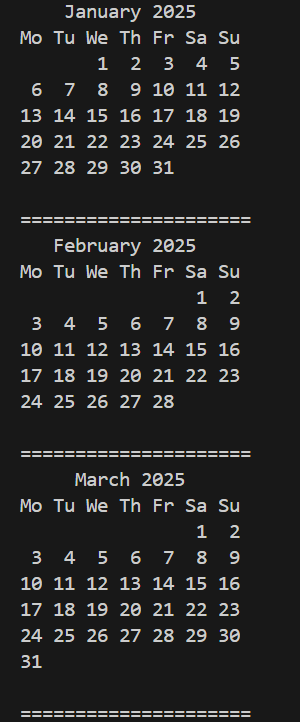 January 2025
Mo Tu We Th Fr Sa Su
       1  2  3  4  5
 6  7  8  9 10 11 12
13 14 15 16 17 18 19
20 21 22 23 24 25 26
27 28 29 30 31
=====================
   February 2025
Mo Tu We Th Fr Sa Su
                1  2
 3  4  5  6  7  8  9
10 11 12 13 14 15 16
17 18 19 20 21 22 23
24 25 26 27 28
=====================
     March 2025
Mo Tu We Th Fr Sa Su
                1  2
 3  4  5  6  7  8  9
10 11 12 13 14 15 16
17 18 19 20 21 22 23
24 25 26 27 28 29 30
31
=====================